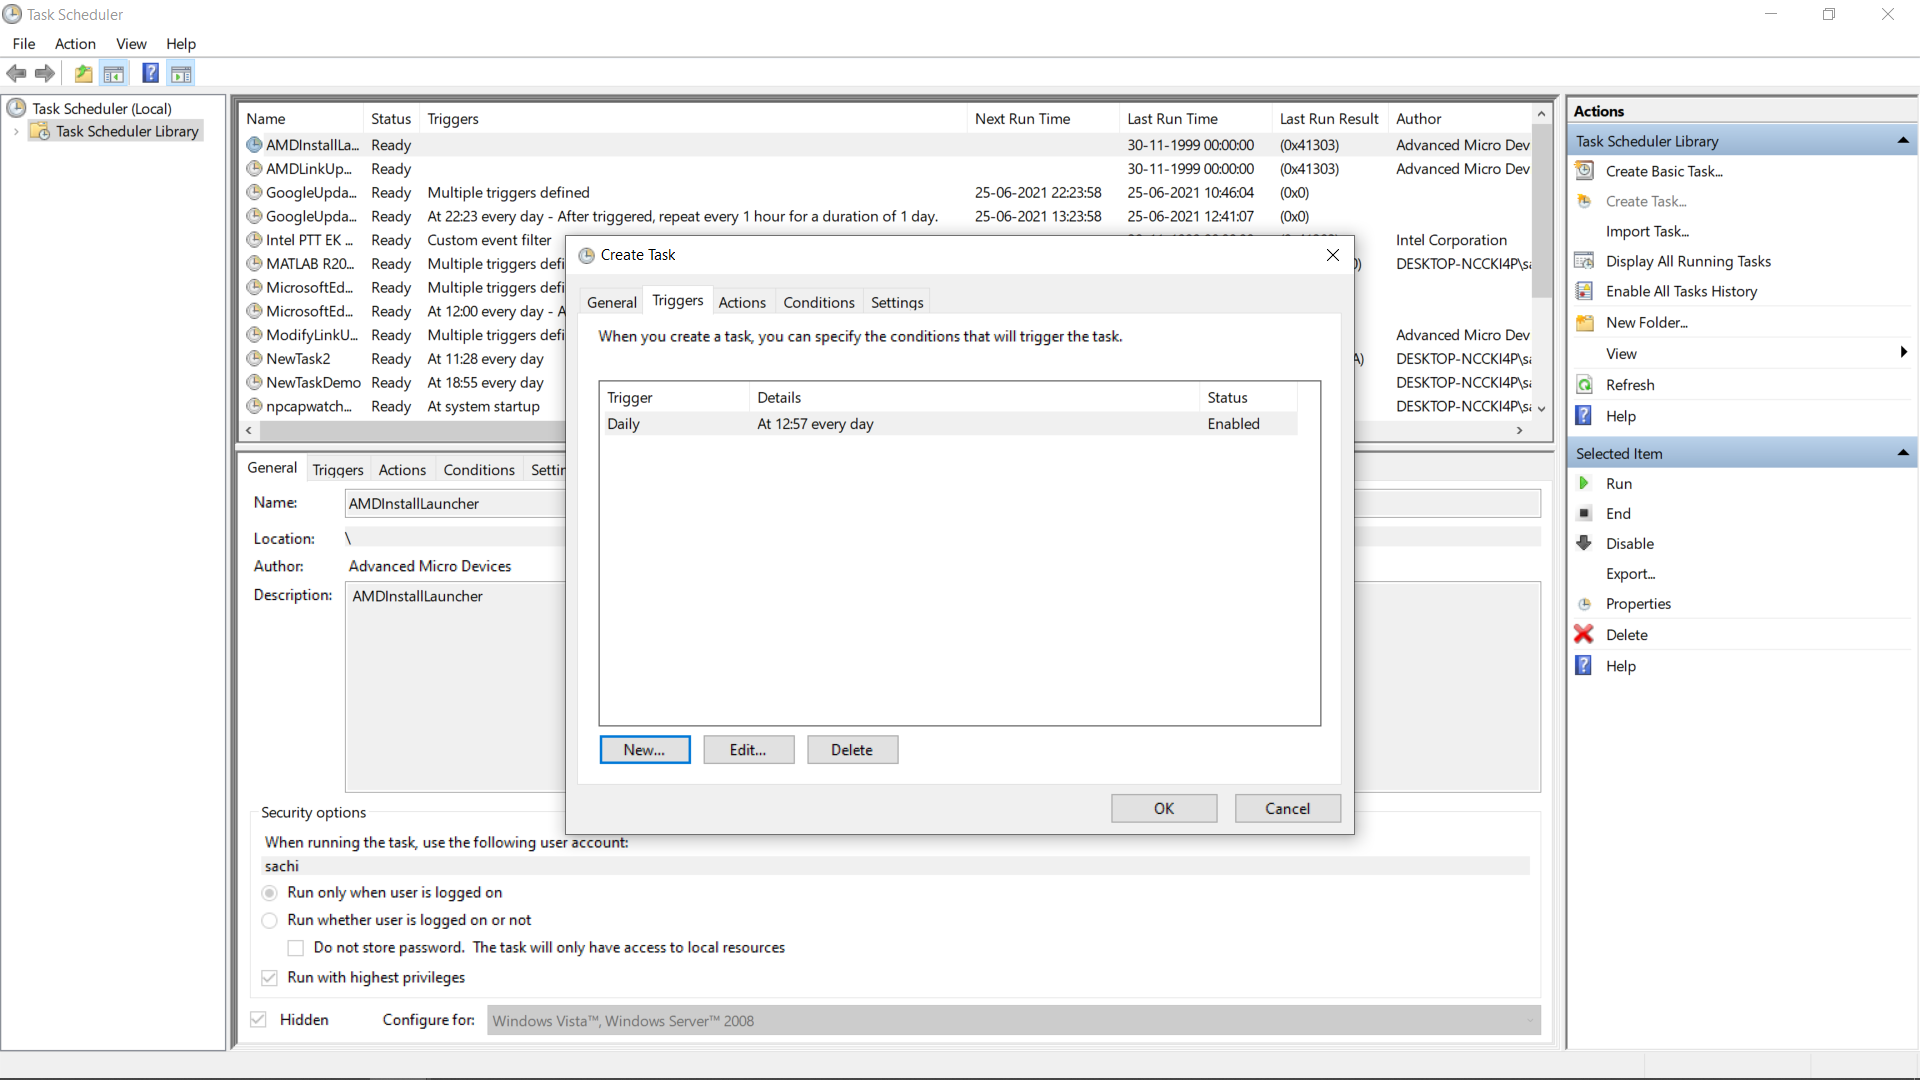 Task Scheduler
File Action View Help
Task Scheduler (Local)
Task Scheduler Library
Name Status Triggers Next Run Time Last Run Time Last Run Result Author
AMDInstallLa... Ready 30-11-1999 00:00:00 (0x41303) Advanced Micro Dev
AMDLinkUp... Ready 30-11-1999 00:00:00 (0x41303) Advanced Micro Dev
GoogleUpda... Ready Multiple triggers defined 25-06-2021 22:23:58 25-06-2021 10:46:04 (0x0)
GoogleUpda... Ready At 22:23 every day - After triggered, repeat every 1 hour for a duration of 1 day. 25-06-2021 13:23:58 25-06-2021 12:41:07 (0x0)
Intel PTT EK ... Ready Custom event filter Intel Corporation
MATLAB R20... Ready Multiple triggers defi DESKTOP-NCCKI4P\sa
MicrosoftEd... Ready Multiple triggers defi
MicrosoftEd... Ready At 12:00 every day - A
ModifyLinkU... Ready Multiple triggers defi Advanced Micro Dev
NewTask2 Ready At 11:28 every day A) DESKTOP-NCCKI4P\sa
NewTaskDemo Ready At 18:55 every day DESKTOP-NCCKI4P\sa
npcapwatch... Ready At system startup DESKTOP-NCCKI4P\sa
General Triggers Actions Conditions Settin
Name: AMDInstallLauncher
Location: \
Author: Advanced Micro Devices
Description: AMDInstallLauncher
Security options
When running the task, use the following user account:
sachi
Run only when user is logged on
Run whether user is logged on or not
Do not store password. The task will only have access to local resources
Run with highest privileges
Hidden Configure for: Windows Vista™, Windows Server™ 2008
Create Task
General Triggers Actions Conditions Settings
When you create a task, you can specify the conditions that will trigger the task.
Trigger Details Status
Daily At 12:57 every day Enabled
New... Edit... Delete
OK Cancel
Actions
Task Scheduler Library
Create Basic Task...
Create Task...
Import Task...
Display All Running Tasks
Enable All Tasks History
New Folder...
View
Refresh
Help
Selected Item
Run
End
Disable
Export...
Properties
Delete
Help